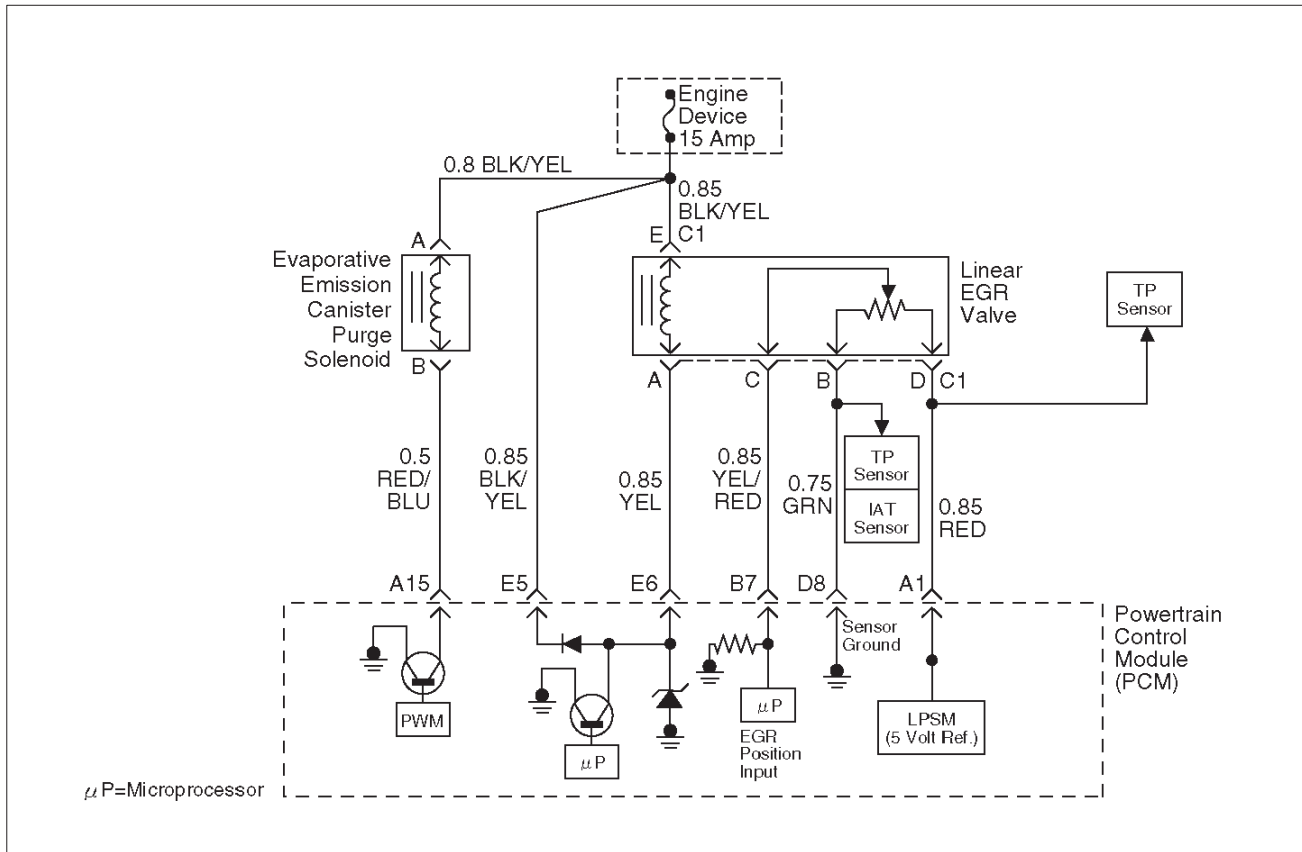 Engine
Device
15 Amp
0.8 BLK/YEL
0.85
BLK/YEL
E C1
A
Evaporative
Emission
Canister
Purge
Solenoid
B
Linear
EGR
Valve
TP
Sensor
A
C
B
D C1
0.5
RED/
BLU
0.85
BLK/
YEL
0.85
YEL
0.85
YEL/
RED
0.75
GRN
TP
Sensor
IAT
Sensor
0.85
RED
A15
E5
E6
B7
D8
A1
Powertrain
Control
Module
(PCM)
Sensor
Ground
PWM
μP
μP
EGR
Position
Input
LPSM
(5 Volt Ref.)
μP=Microprocessor